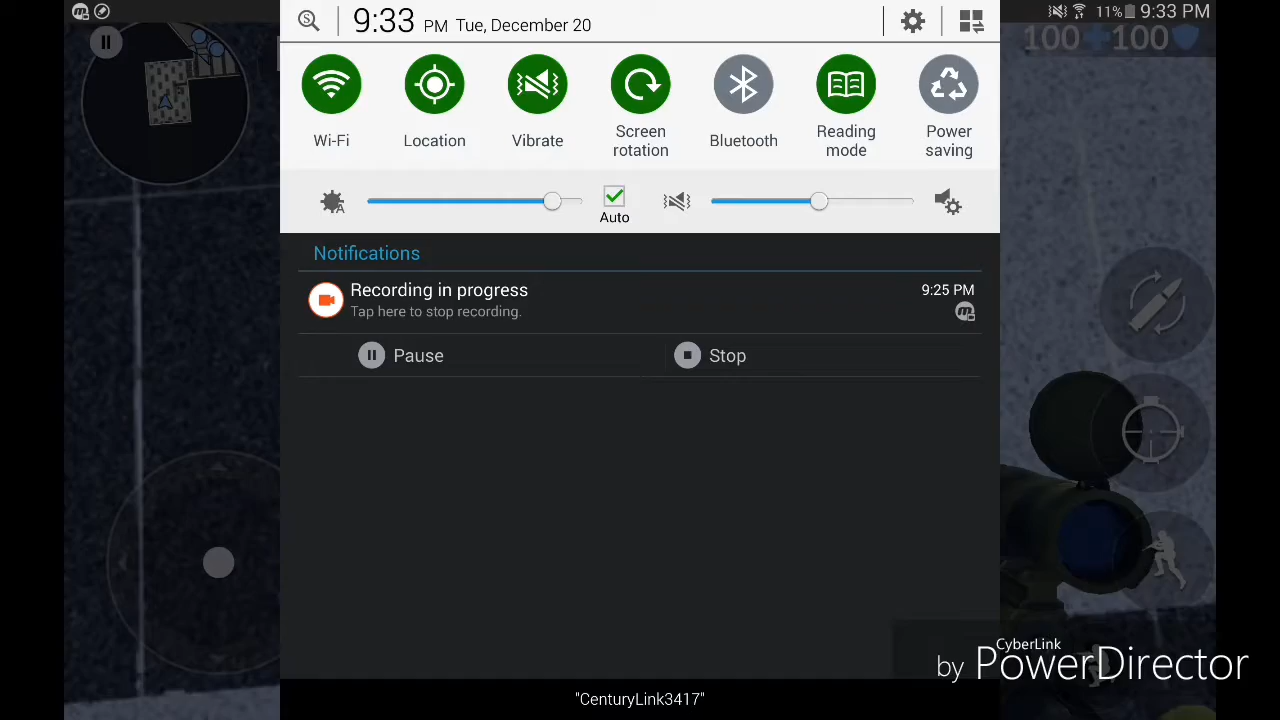 9:33 PM Tue, December 20
11% 9:33 PM
100 100
Wi-Fi
Location
Vibrate
Screen
rotation
Bluetooth
Reading
mode
Power
saving
A
Auto
Notifications
Recording in progress
9:25 PM
Tap here to stop recording.
Pause
Stop
CyberLink
by PowerDirector
"CenturyLink3417"